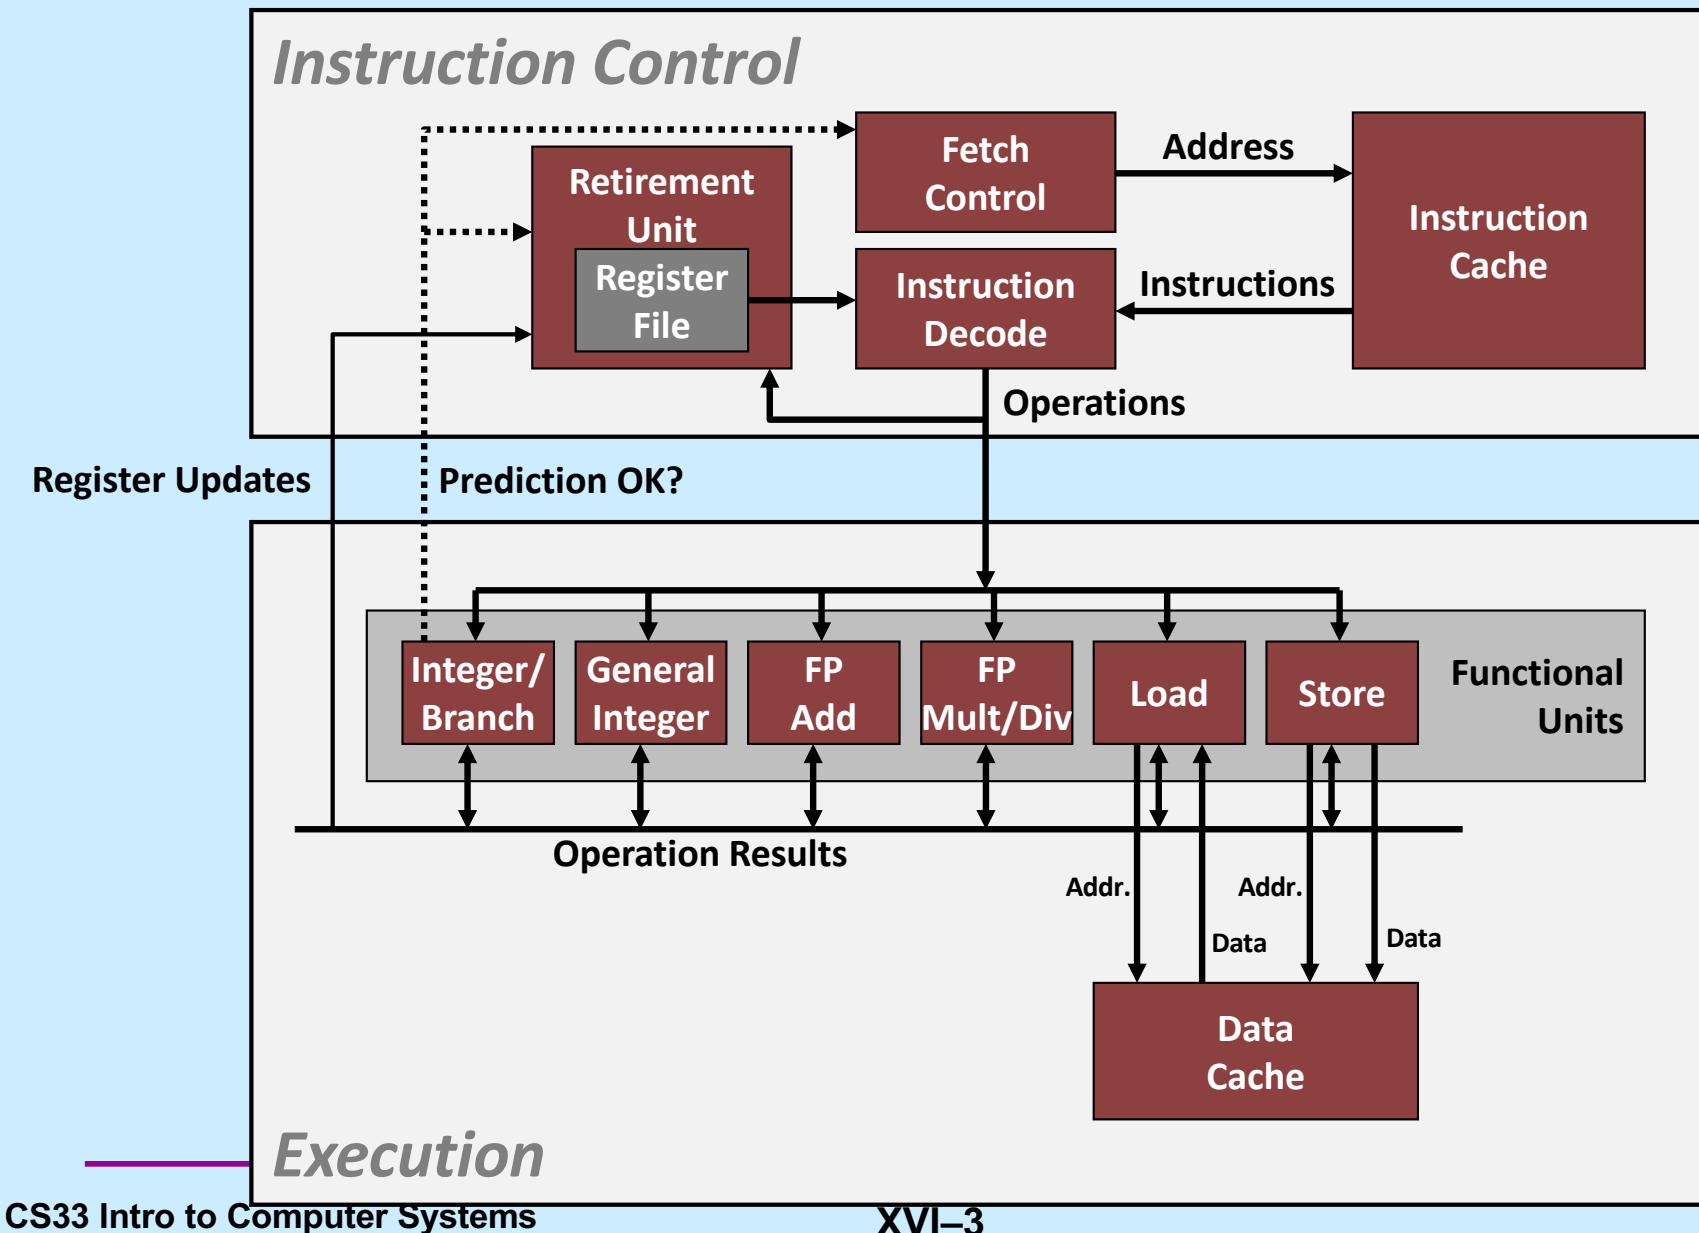 Instruction Control
Fetch
Control
Address
Instruction
Cache
Retirement
Unit
Register
File
Instruction
Decode
Instructions
Operations
Register Updates
Prediction OK?
Integer/
Branch
General
Integer
FP
Add
FP
Mult/Div
Load
Store
Functional
Units
Operation Results
Addr.
Addr.
Data
Data
Data
Cache
Execution
CS33 Intro to Computer Systems
XVI–3